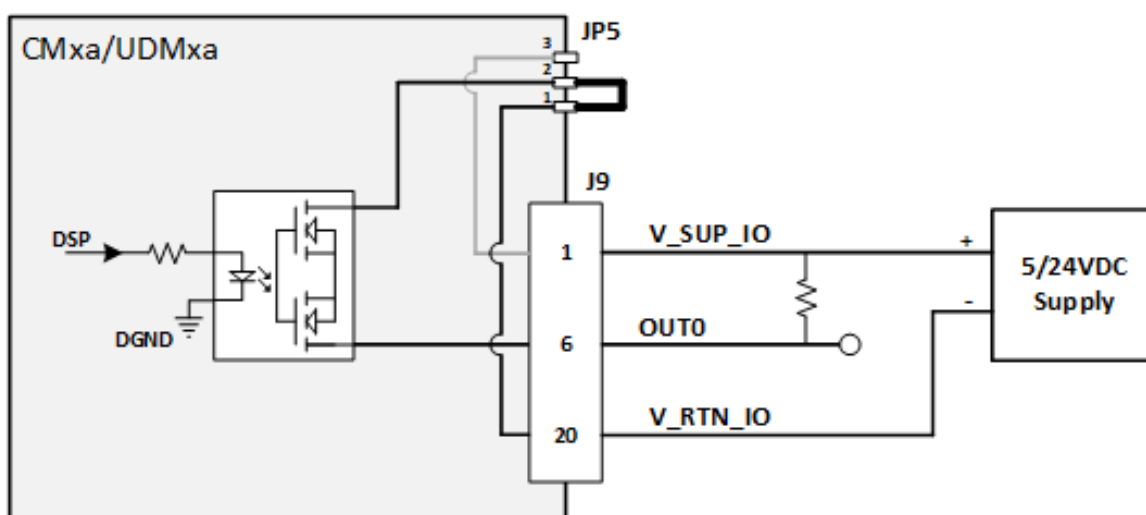 CMxa/UDMxa
JP5
3
2
1
J9
DSP
DGND
1
V_SUP_IO
+
5/24VDC
Supply
-
6
OUT0
20
V_RTN_IO